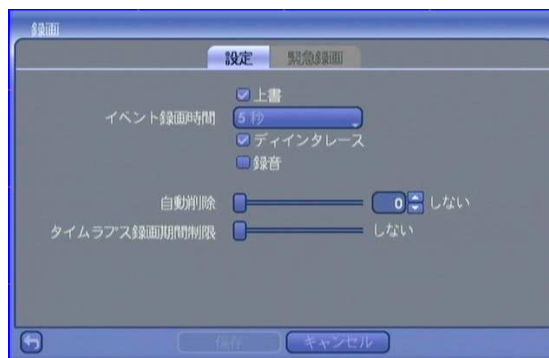 録画
設定 緊急録画
上書
イベント録画時間 5 秒
ディインタレース
録音
自動削除 0 しない
タイムラプス録画期間制限 しない
保存 キャンセル